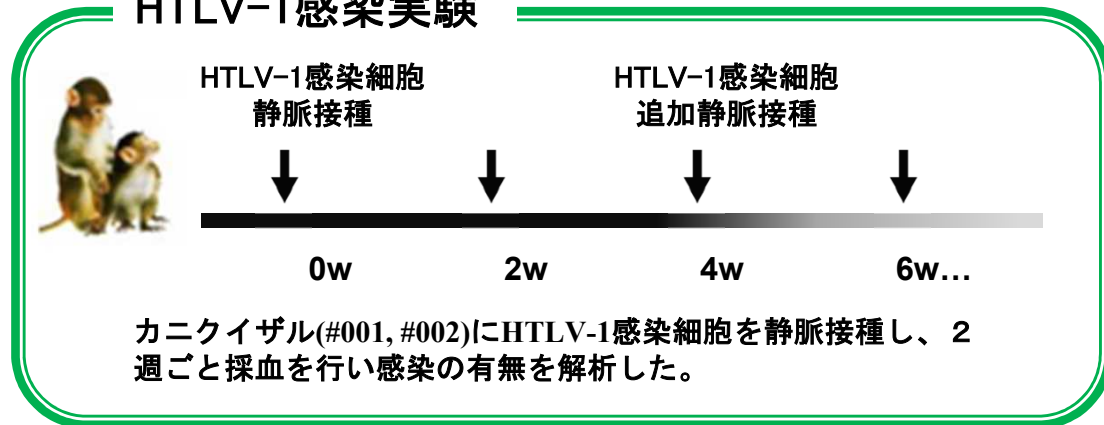 HTLV-1感染実験
HTLV-1感染細胞
静脈接種
HTLV-1感染細胞
追加静脈接種
0w 2w 4w 6w…
カニクイザル(#001, #002)にHTLV-1感染細胞を静脈接種し、２
週ごと採血を行い感染の有無を解析した。